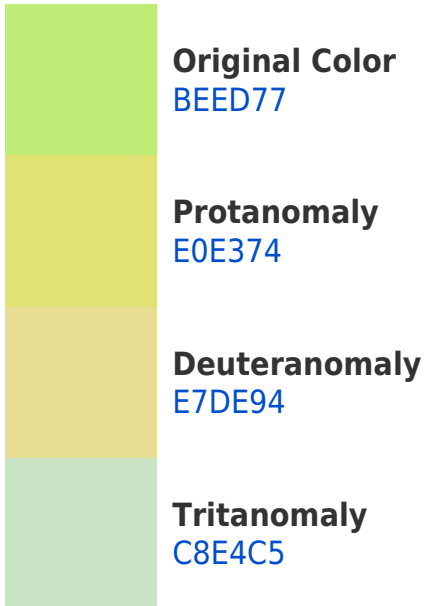 Original Color
BEED77
Protanomaly
E0E374
Deuteranomaly
E7DE94
Tritanomaly
C8E4C5